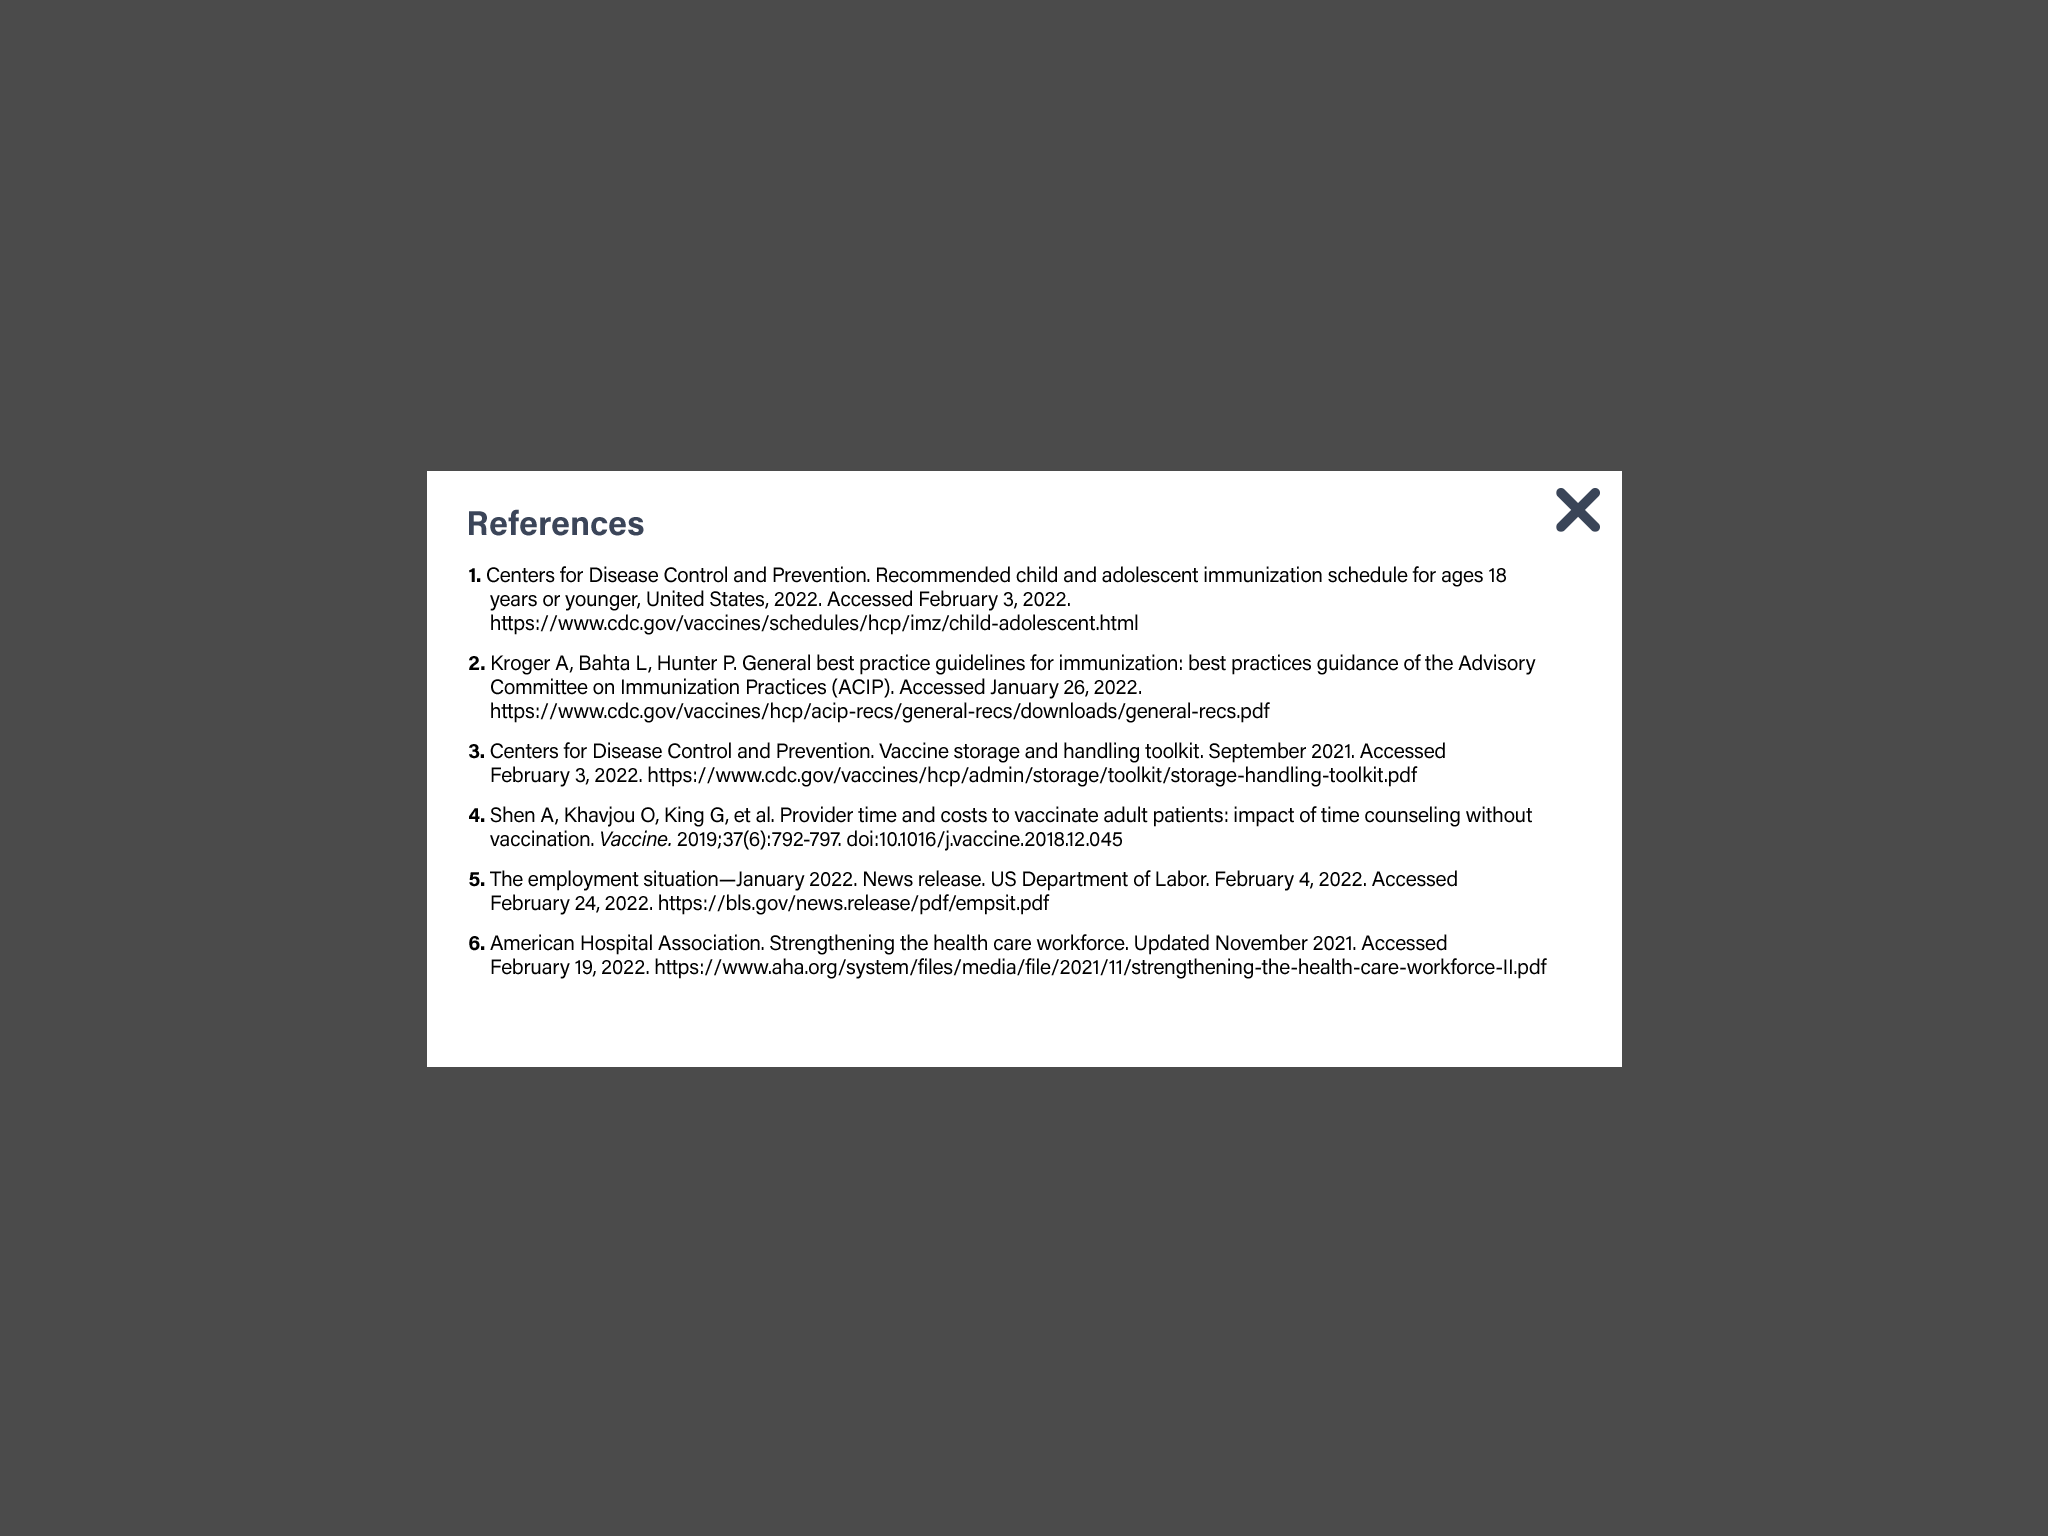 References
1. Centers for Disease Control and Prevention. Recommended child and adolescent immunization schedule for ages 18
years or younger, United States, 2022. Accessed February 3, 2022.
https://www.cdc.gov/vaccines/schedules/hcp/imz/child-adolescent.html
2. Kroger A, Bahta L, Hunter P. General best practice guidelines for immunization: best practices guidance of the Advisory
Committee on Immunization Practices (ACIP). Accessed January 26, 2022.
https://www.cdc.gov/vaccines/hcp/acip-recs/general-recs/downloads/general-recs.pdf
3. Centers for Disease Control and Prevention. Vaccine storage and handling toolkit. September 2021. Accessed
February 3, 2022. https://www.cdc.gov/vaccines/hcp/admin/storage/toolkit/storage-handling-toolkit.pdf
4. Shen A, Khavjou O, King G, et al. Provider time and costs to vaccinate adult patients: impact of time counseling without
vaccination. Vaccine. 2019;37(6):792-797. doi:10.1016/j.vaccine.2018.12.045
5. The employment situation—January 2022. News release. US Department of Labor. February 4, 2022. Accessed
February 24, 2022. https://bls.gov/news.release/pdf/empsit.pdf
6. American Hospital Association. Strengthening the health care workforce. Updated November 2021. Accessed
February 19, 2022. https://www.aha.org/system/files/media/file/2021/11/strengthening-the-health-care-workforce-II.pdf